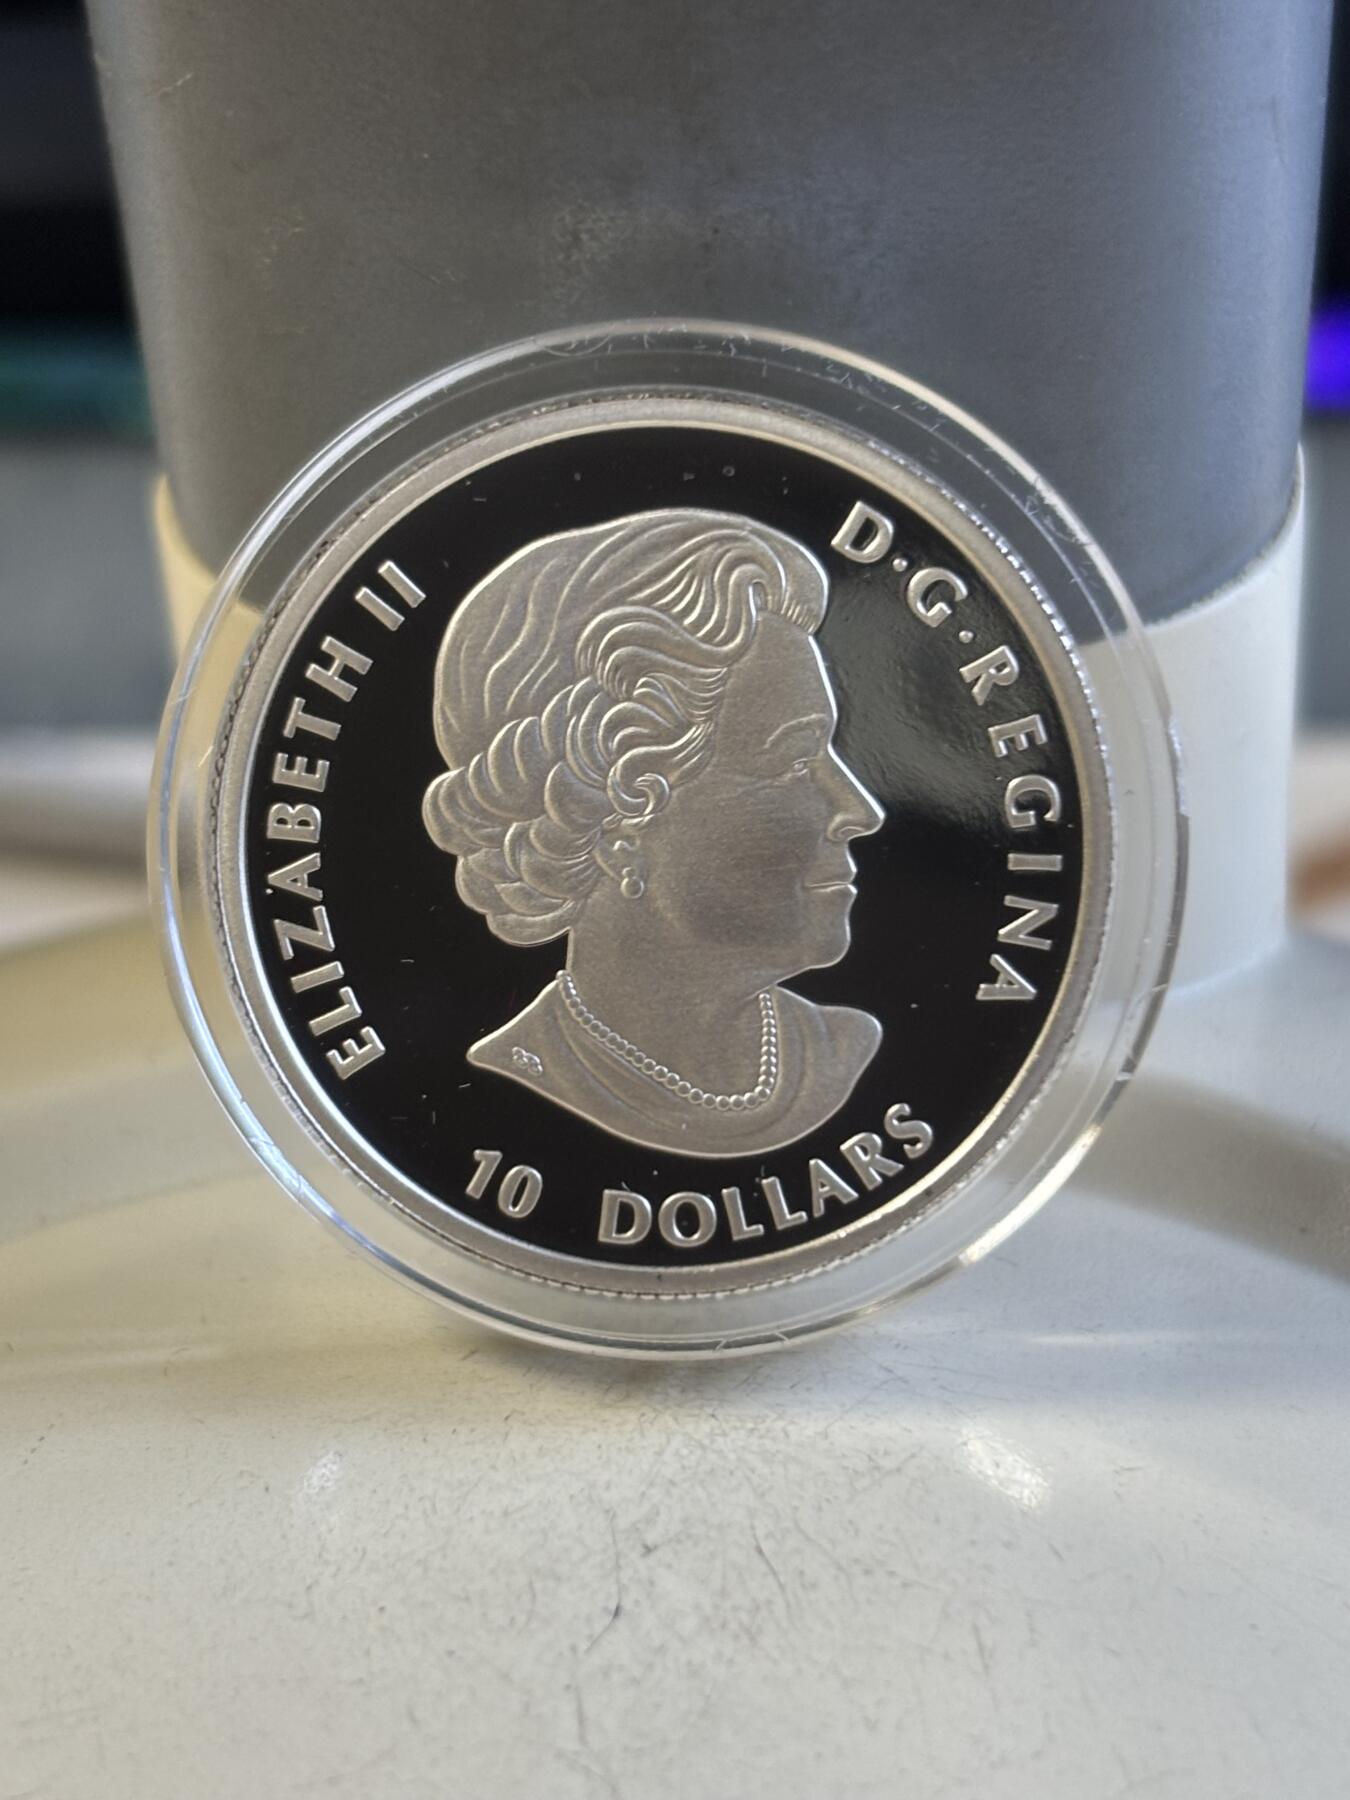 ELIZABETH II
D·G·REGINA
10 DOLLARS